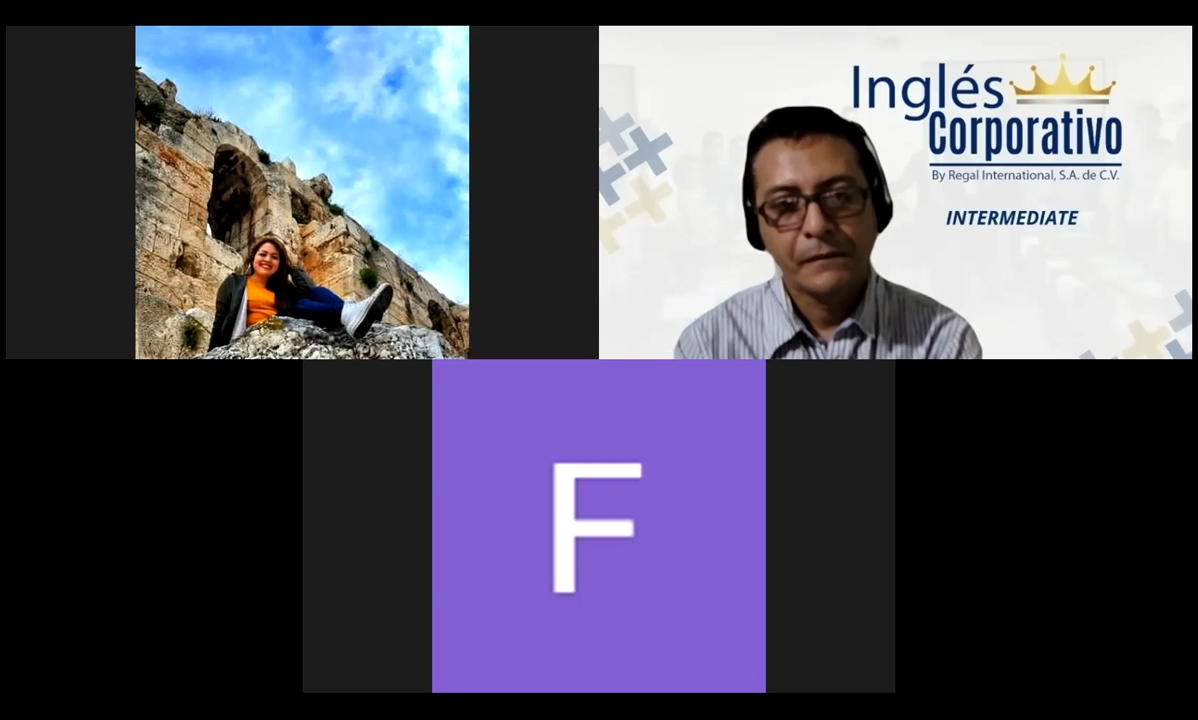 Inglés
Corporativo
By Regal International, S.A. de C.V.
INTERMEDIATE
F